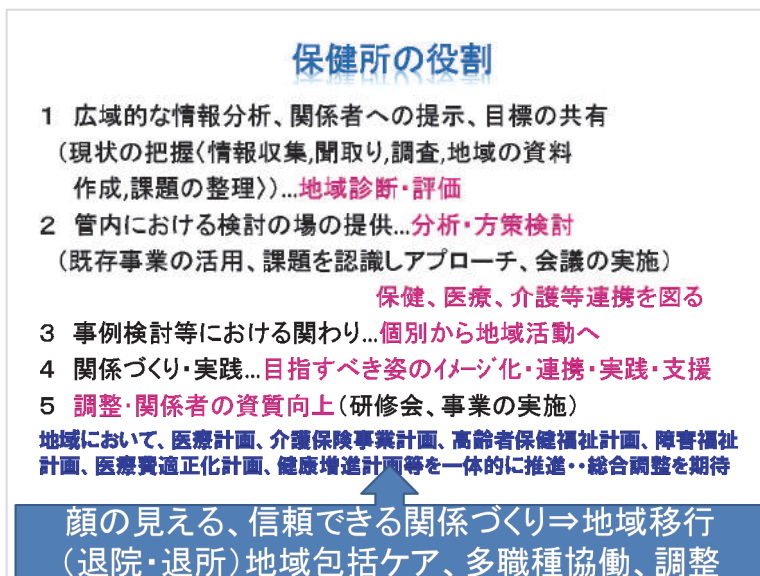 保健所の役割
1 広域的な情報分析、関係者への提示、目標の共有
(現状の把握〈情報収集,聞取り,調査,地域の資料
作成,課題の整理〉)…地域診断・評価
2 管内における検討の場の提供…分析・方策検討
(既存事業の活用、課題を認識しアプローチ、会議の実施)
保健、医療、介護等連携を図る
3 事例検討等における関わり…個別から地域活動へ
4 関係づくり・実践…目指すべき姿のイメージ化・連携・実践・支援
5 調整・関係者の資質向上(研修会、事業の実施)
地域において、医療計画、介護保険事業計画、高齢者保健福祉計画、障害福祉
計画、医療費適正化計画、健康増進計画等を一体的に推進・・総合調整を期待
顔の見える、信頼できる関係づくり⇒地域移行
(退院・退所)地域包括ケア、多職種協働、調整